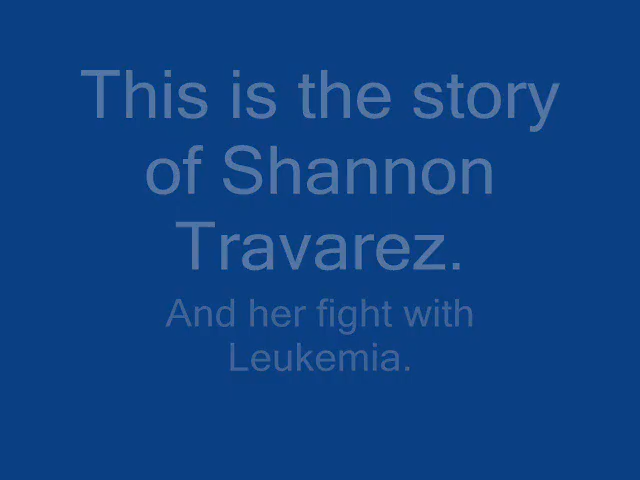 This is the story
of Shannon
Travarez.
And her fight with
Leukemia.